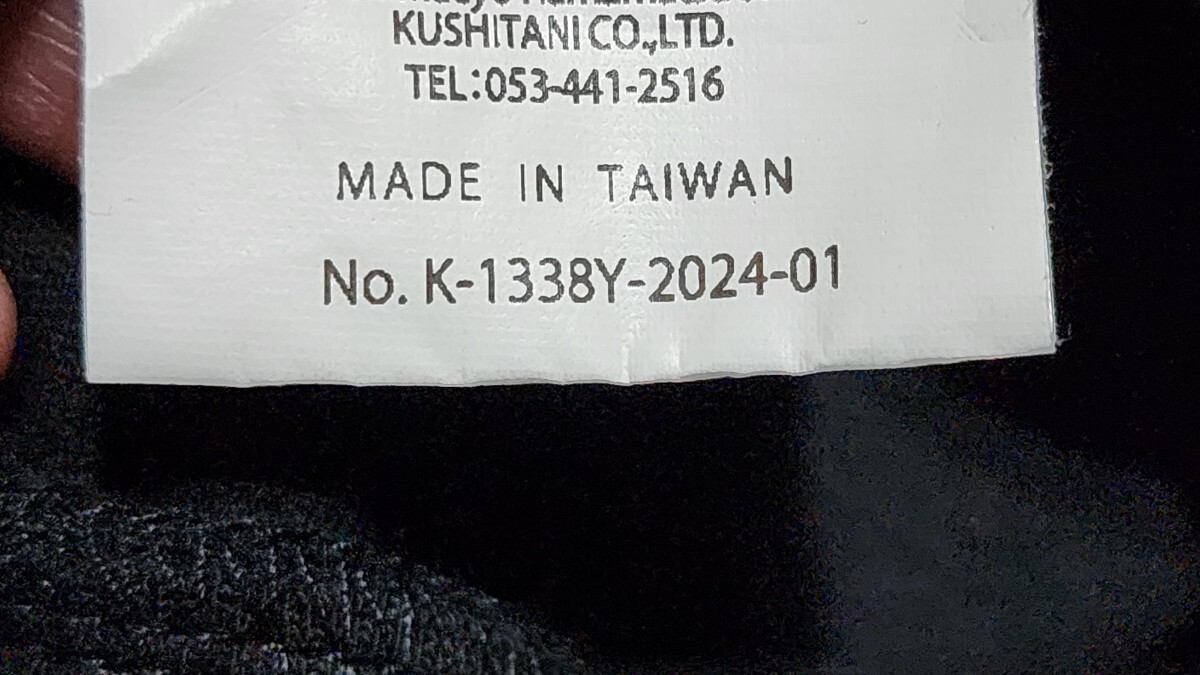 KUSHITANI CO.,LTD.
TEL:053-441-2516
MADE IN TAIWAN
No. K-1338Y-2024-01